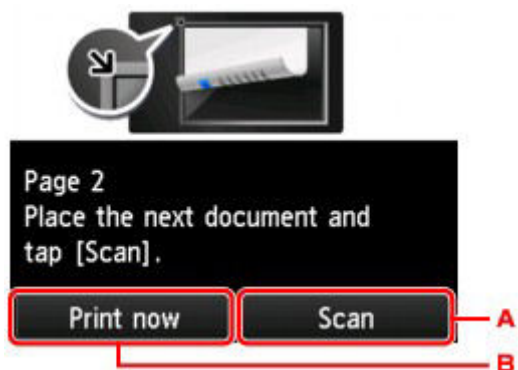 Page 2
Place the next document and
tap [Scan].
Print now
Scan
A
B